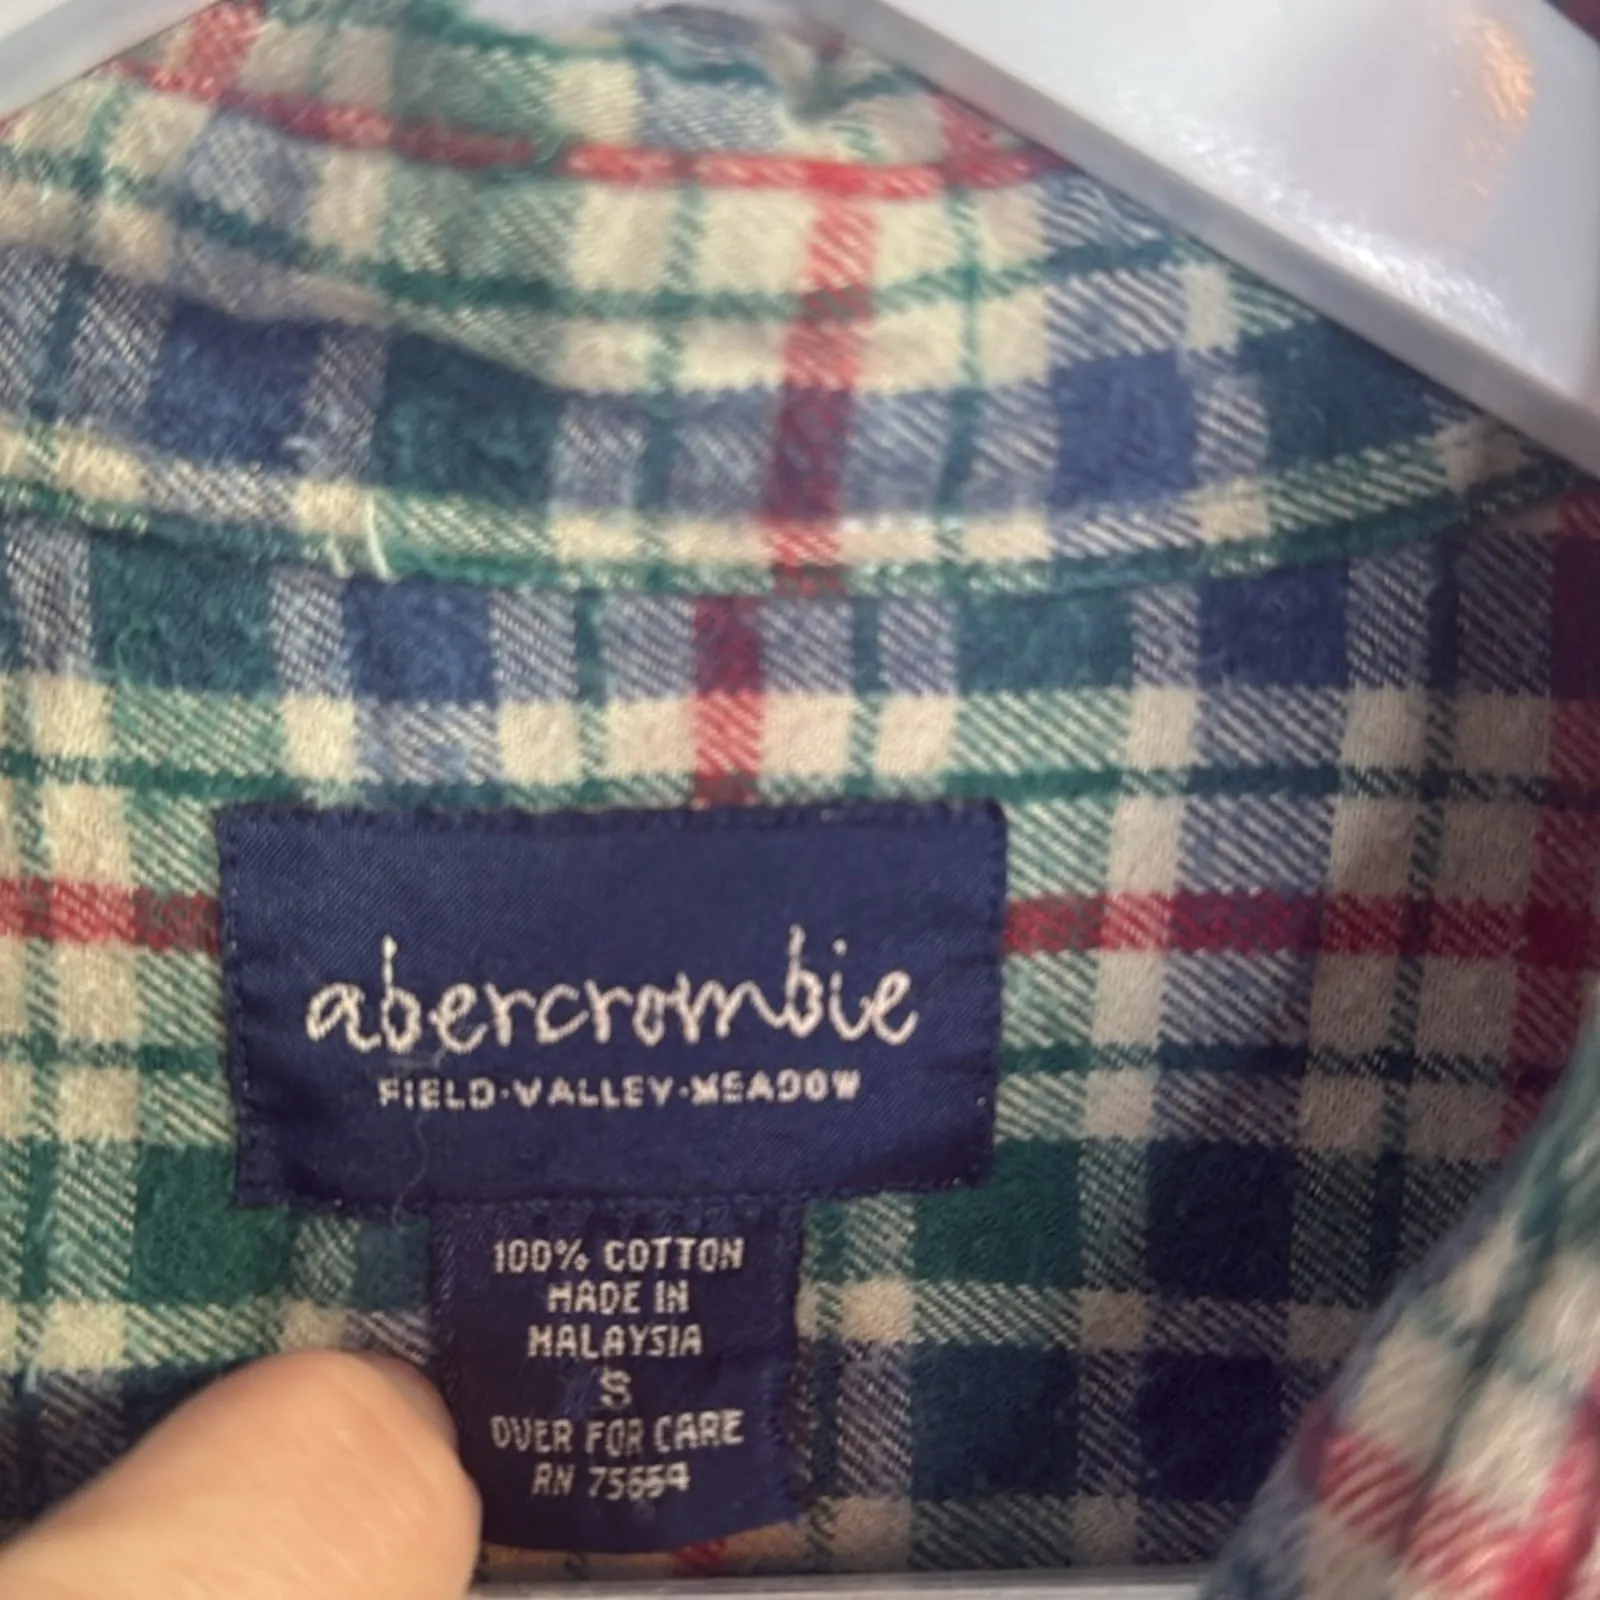 abercrombie
FIELD·VALLEY·MEADOW
100% COTTON
MADE IN
MALAYSIA
S
OVER FOR CARE
RN 75654